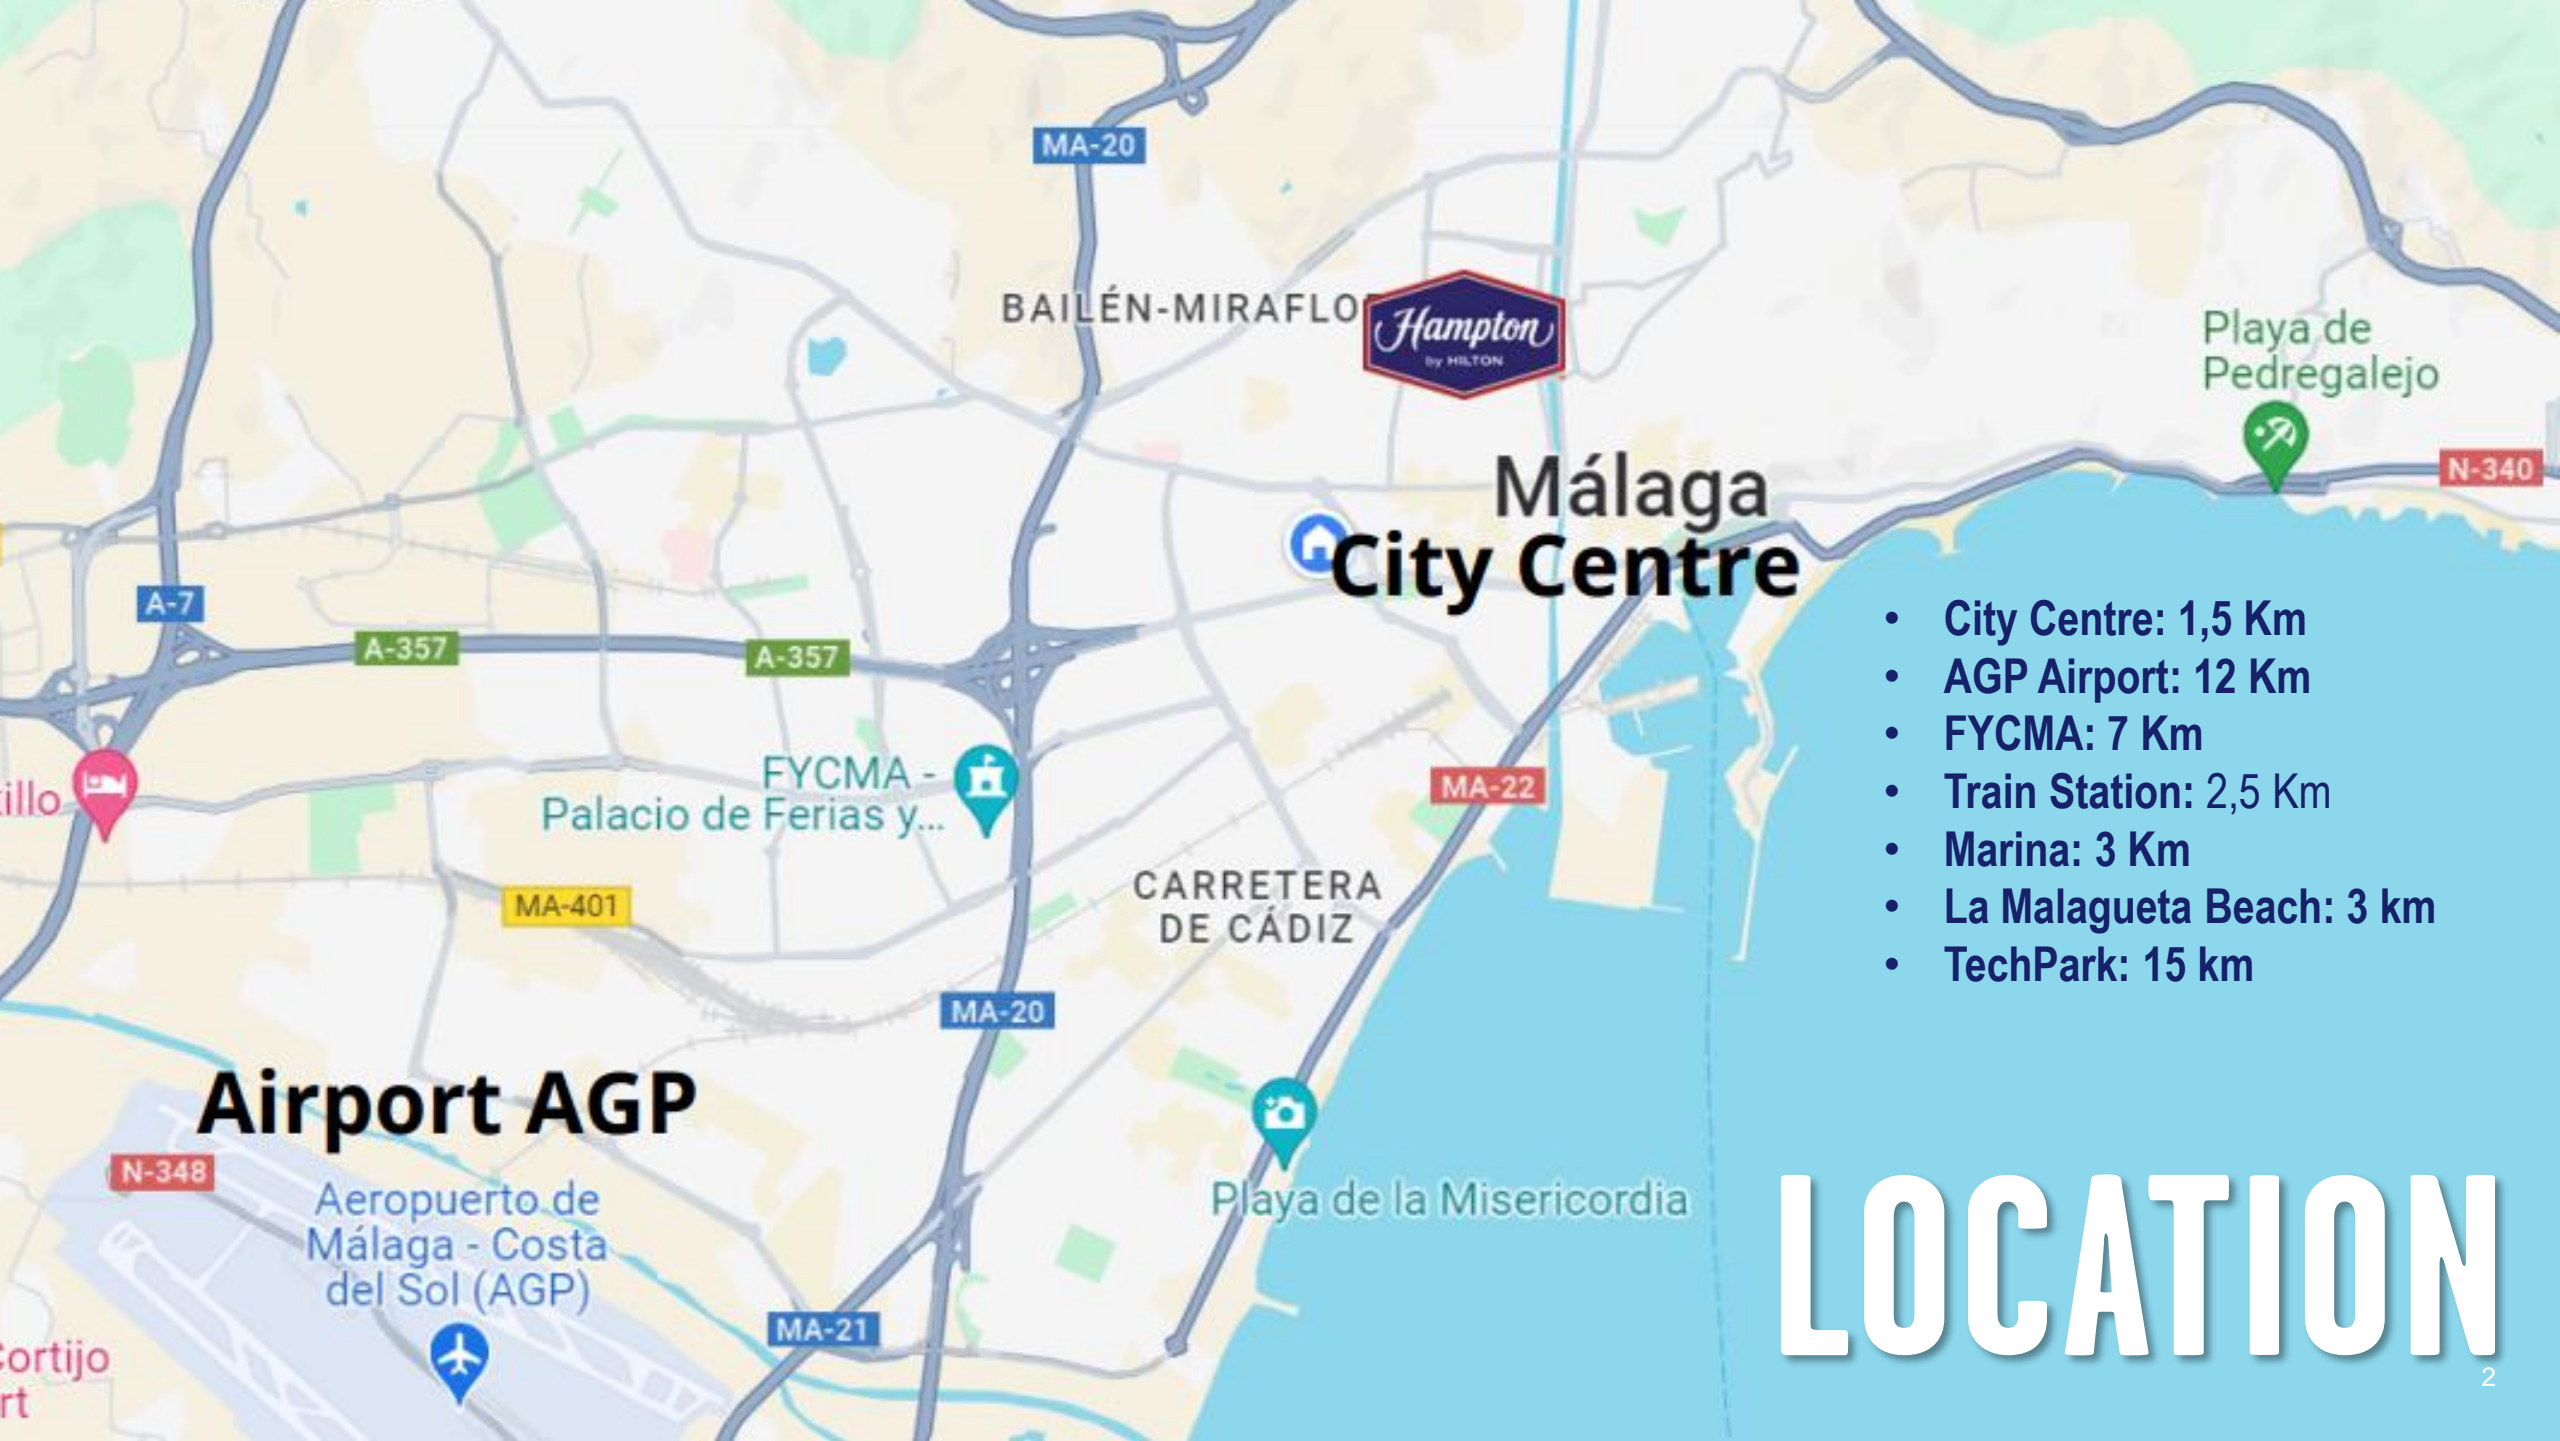 MA-20
BAILÉN-MIRAFLO
Hampton
by HILTON
Playa de
Pedregalejo
N-340
Málaga
City Centre
A-7
A-357
A-357
• City Centre: 1,5 Km
• AGP Airport: 12 Km
• FYCMA: 7 Km
• Train Station: 2,5 Km
• Marina: 3 Km
• La Malagueta Beach: 3 km
• TechPark: 15 km
FYCMA -
Palacio de Ferias y...
illo
MA-22
CARRETERA
DE CÁDIZ
MA-401
MA-20
Airport AGP
N-348
Aeropuerto de
Málaga - Costa
del Sol (AGP)
Playa de la Misericordia
MA-21
Cortijo
rt
LOCATION
2